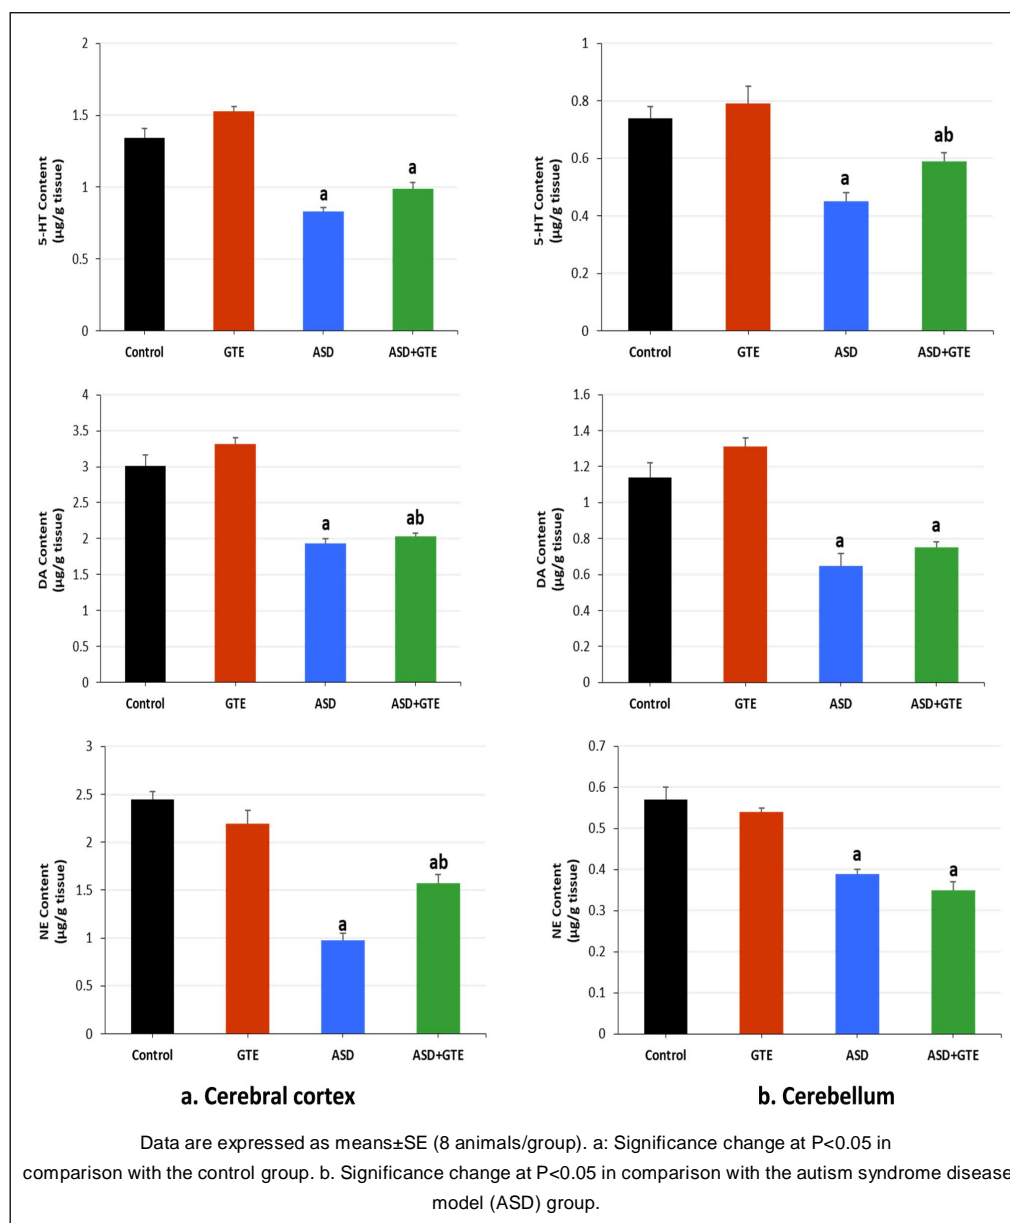 2
1.5
1
0.5
0
5-HT Content
(µg/g tissue)
a
a
Control GTE ASD ASD+GTE
1
0.8
0.6
0.4
0.2
0
5-HT Content
(µg/g tissue)
a
ab
Control GTE ASD ASD+GTE
4
3.5
3
2.5
2
1.5
1
0.5
0
DA Content
(µg/g tissue)
a
ab
Control GTE ASD ASD+GTE
1.6
1.4
1.2
1
0.8
0.6
0.4
0.2
0
DA Content
(µg/g tissue)
a
a
Control GTE ASD ASD+GTE
3
2.5
2
1.5
1
0.5
0
NE Content
(µg/g tissue)
a
ab
Control GTE ASD ASD+GTE
0.7
0.6
0.5
0.4
0.3
0.2
0.1
0
NE Content
(µg/g tissue)
a
a
Control GTE ASD ASD+GTE
a. Cerebral cortex
b. Cerebellum
Data are expressed as means±SE (8 animals/group). a: Significance change at P<0.05 in
comparison with the control group. b. Significance change at P<0.05 in comparison with the autism syndrome disease
model (ASD) group.